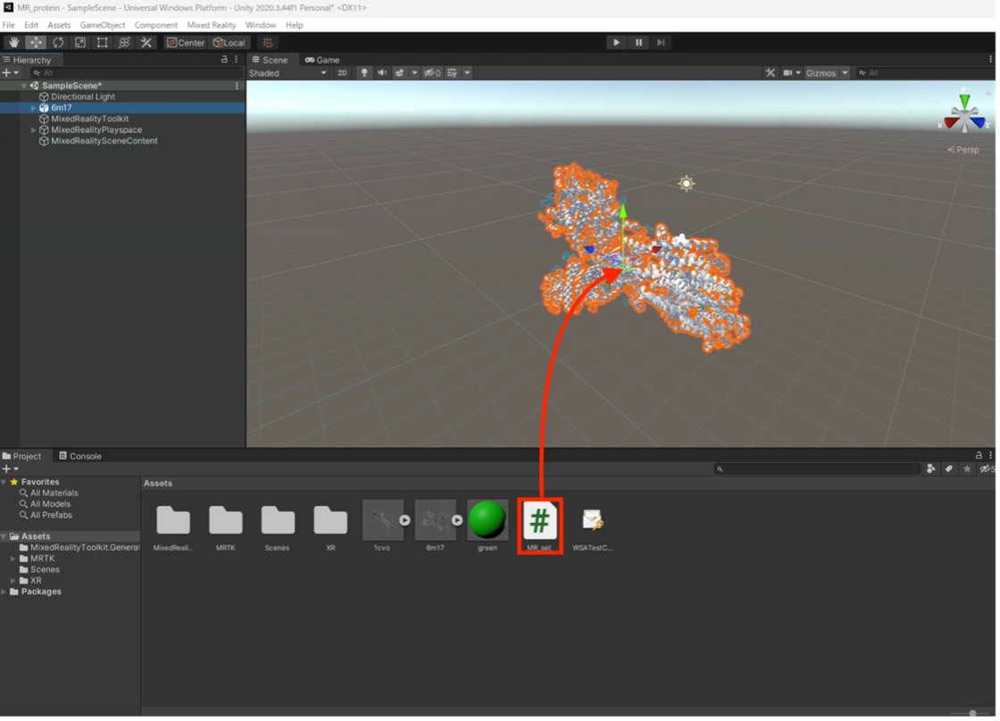 MR_protein - SampleScene - Universal Windows Platform - Unity 2020.3.44f1 Personal* <DX11>
File Edit Assets GameObject Component Mixed Reality Window Help
Center Local
Hierarchy
Scene Game
All
Shaded 2D 0 Gizmos All
SampleScene*
Directional Light
6m17
MixedRealityToolkit
MixedRealityPlayspace
MixedRealitySceneContent
Y
X Z
< Persp
Project Console
5
Favorites
All Materials
All Models
All Prefabs
Assets
MixedRealityToolkit.Generat
MRTK
Scenes
XR
Packages
Assets
MixedReali... MRTK Scenes XR 1cvo 6m17 green MR_set WSATestC...
#